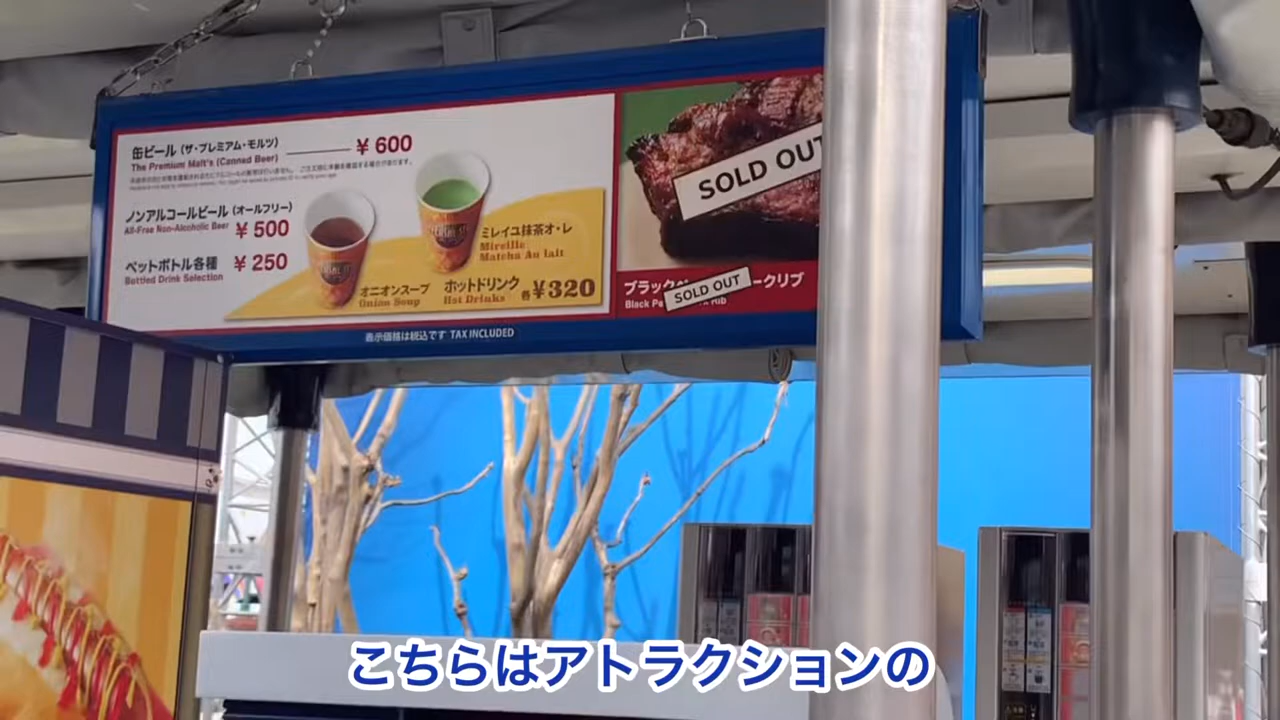 缶ビール (ザ・プレミアム・モルツ)
The Premium Malt's (Canned Beer)
¥600
ノンアルコールビール (オールフリー)
All-Free Non-Alcoholic Beer
¥500
ペットボトル各種
Bottled Drink Selection
¥250
オニオンスープ
Onion Soup
ミレイユ抹茶オ・レ
Mireille
Matcha Au lait
ホットドリンク
Hot Drinks
各¥320
SOLD OUT
ブラック
ークリブ
SOLD OUT
Black
Rib
表示価格は税込です TAX INCLUDED
こちらはアトラクションの